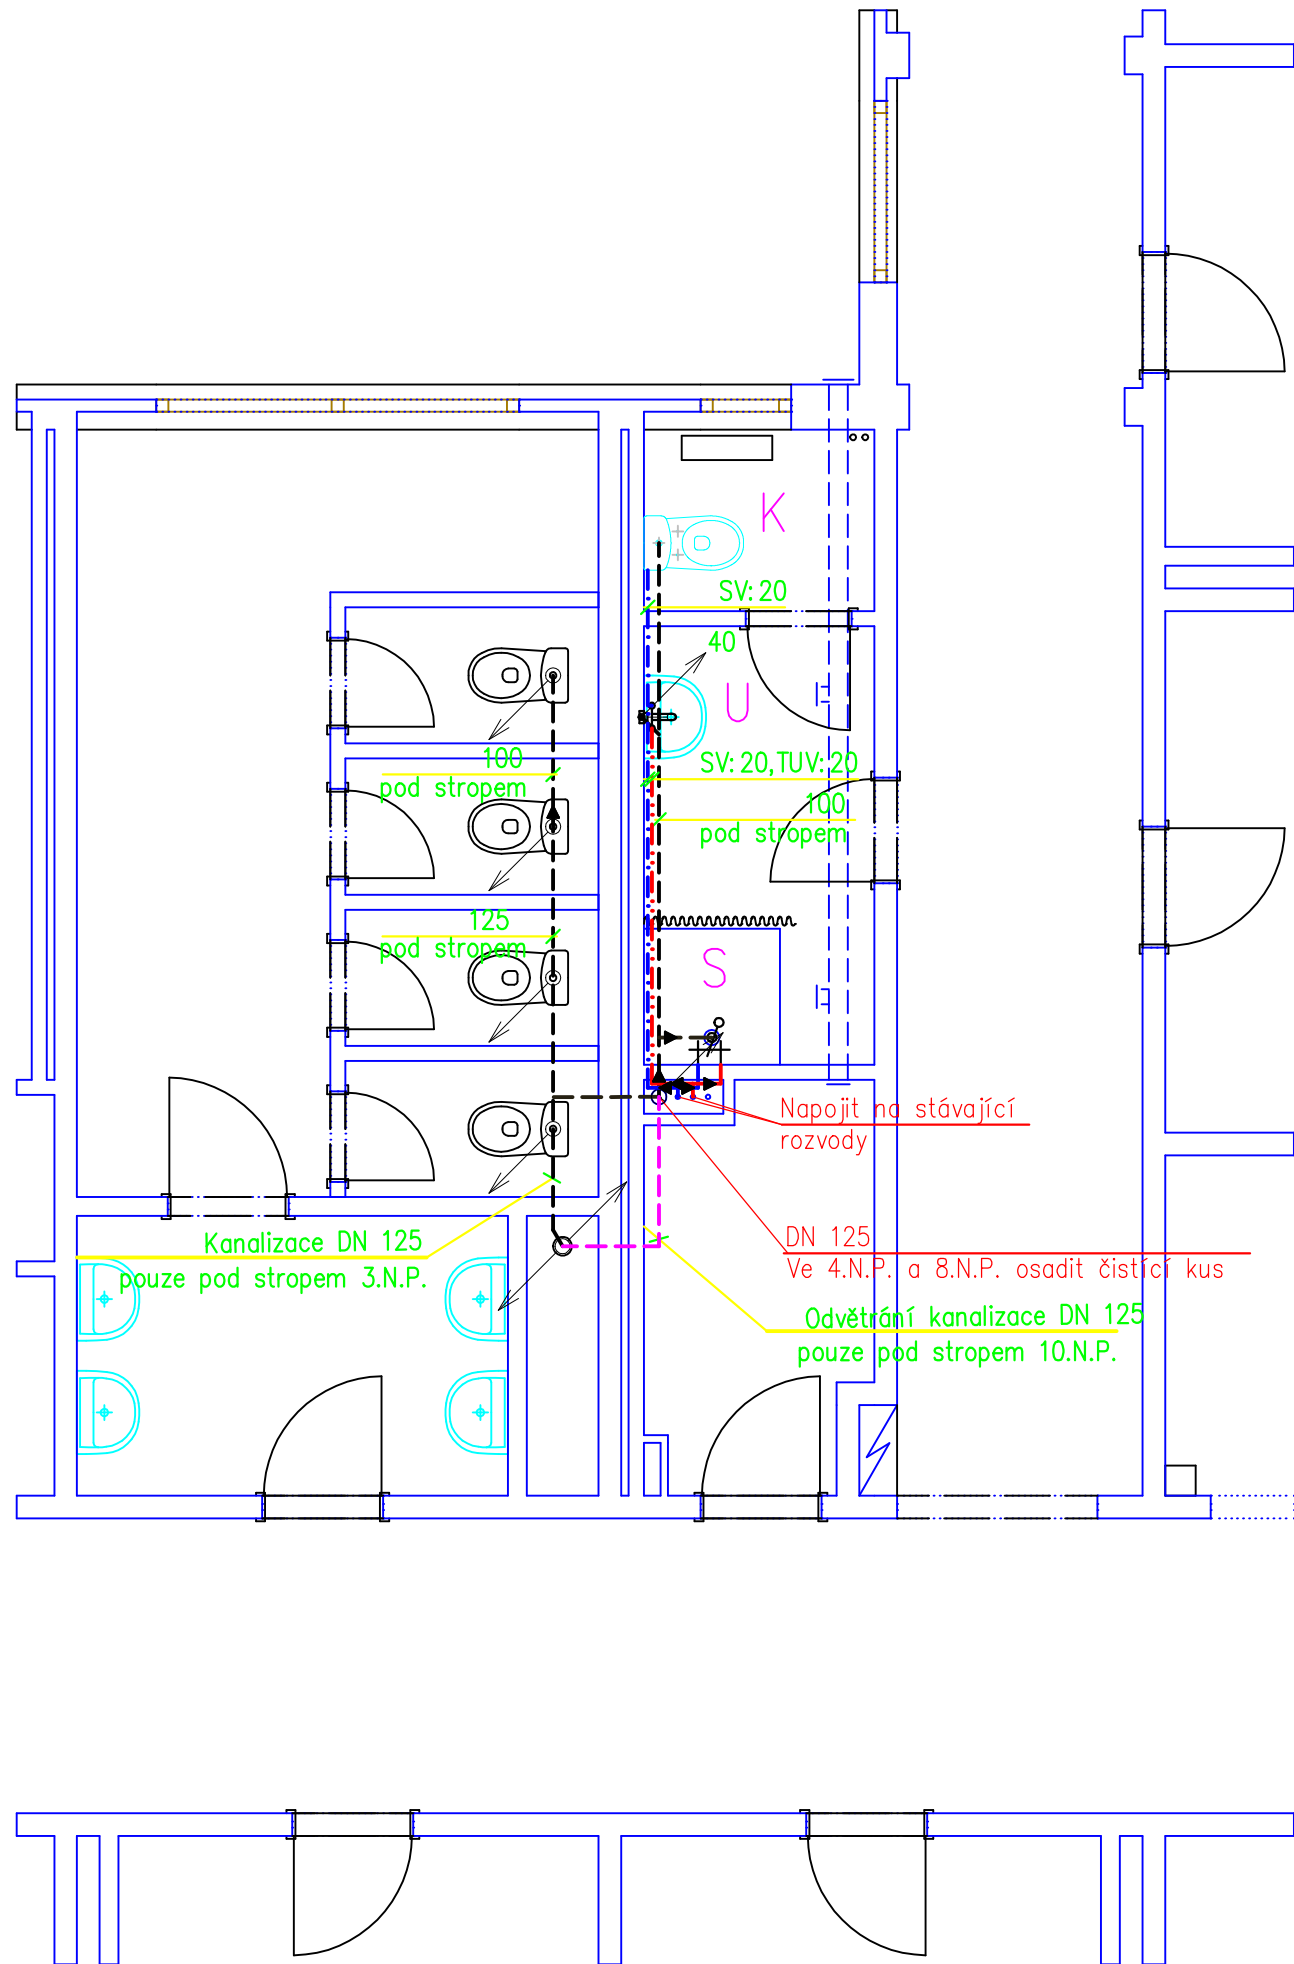 K
SV: 20
40
U
100
pod stropem
SV: 20, TUV: 20
100
pod stropem
125
pod stropem
S
Napojit na stávající
rozvody
Kanalizace DN 125
pouze pod stropem 3.N.P.
DN 125
Ve 4.N.P. a 8.N.P. osadit čistící kus
Odvětrání kanalizace DN 125
pouze pod stropem 10.N.P.